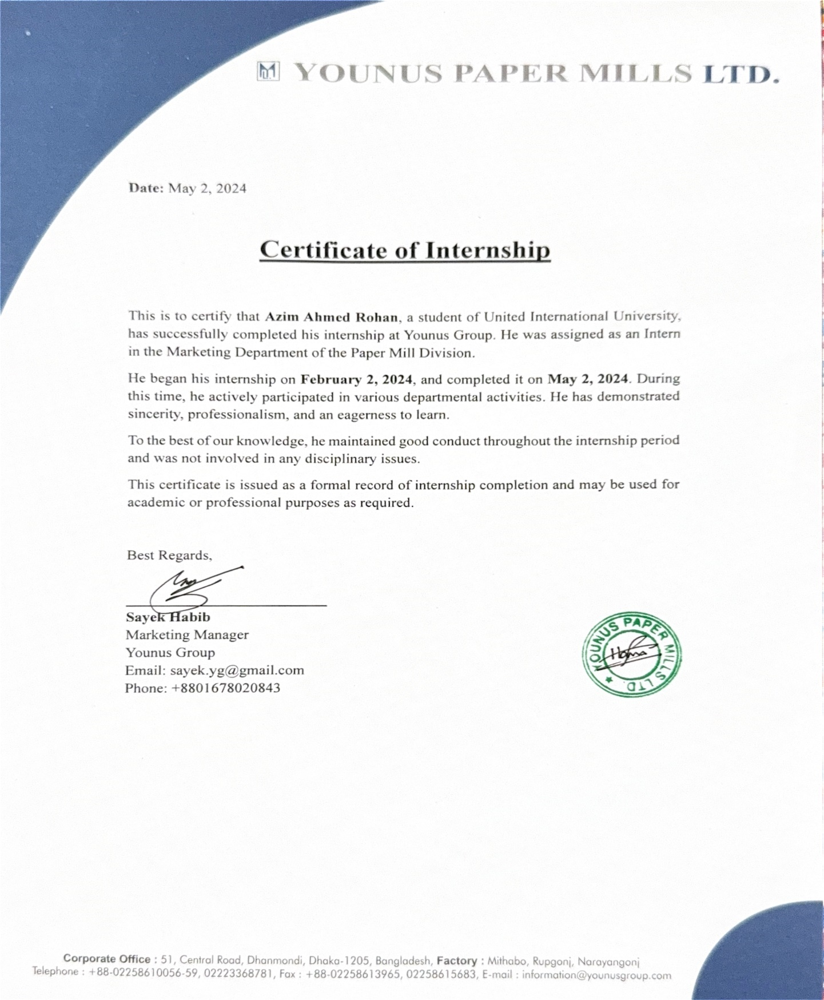 YOUNUS PAPER MILLS LTD.
Date: May 2, 2024
Certificate of Internship
This is to certify that Azim Ahmed Rohan, a student of United International University,
has successfully completed his internship at Younus Group. He was assigned as an Intern
in the Marketing Department of the Paper Mill Division.
He began his internship on February 2, 2024, and completed it on May 2, 2024. During
this time, he actively participated in various departmental activities. He has demonstrated
sincerity, professionalism, and an eagerness to learn.
To the best of our knowledge, he maintained good conduct throughout the internship period
and was not involved in any disciplinary issues.
This certificate is issued as a formal record of internship completion and may be used for
academic or professional purposes as required.
Best Regards,
Sayek Habib
Marketing Manager
Younus Group
Email: sayek.yg@gmail.com
Phone: +8801678020843
YOUNUS PAPER MILLS LTD.
Corporate Office : 51, Central Road, Dhanmondi, Dhaka-1205, Bangladesh, Factory : Mithabo, Rupgonj, Narayangonj
Telephone : +88-02258610056-59, 02223368781, Fax : +88-02258613965, 02258615683, E-mail : information@younusgroup.com